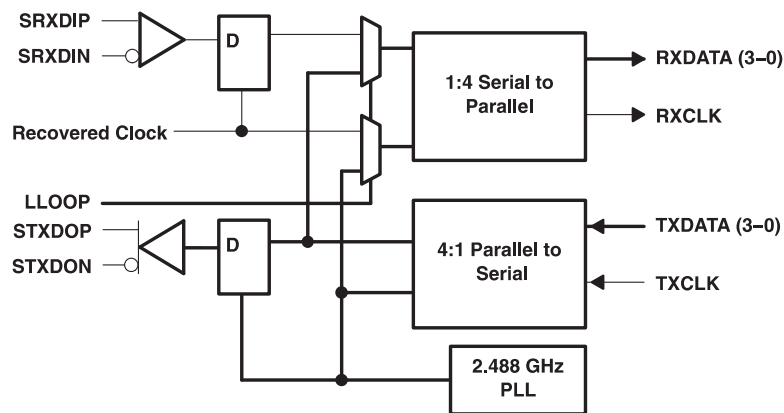 SRXDIP
SRXDIN
D
1:4 Serial to
Parallel
RXDATA (3–0)
RXCLK
Recovered Clock
LLOOP
STXDOP
STXDON
D
4:1 Parallel to
Serial
TXDATA (3–0)
TXCLK
2.488 GHz
PLL